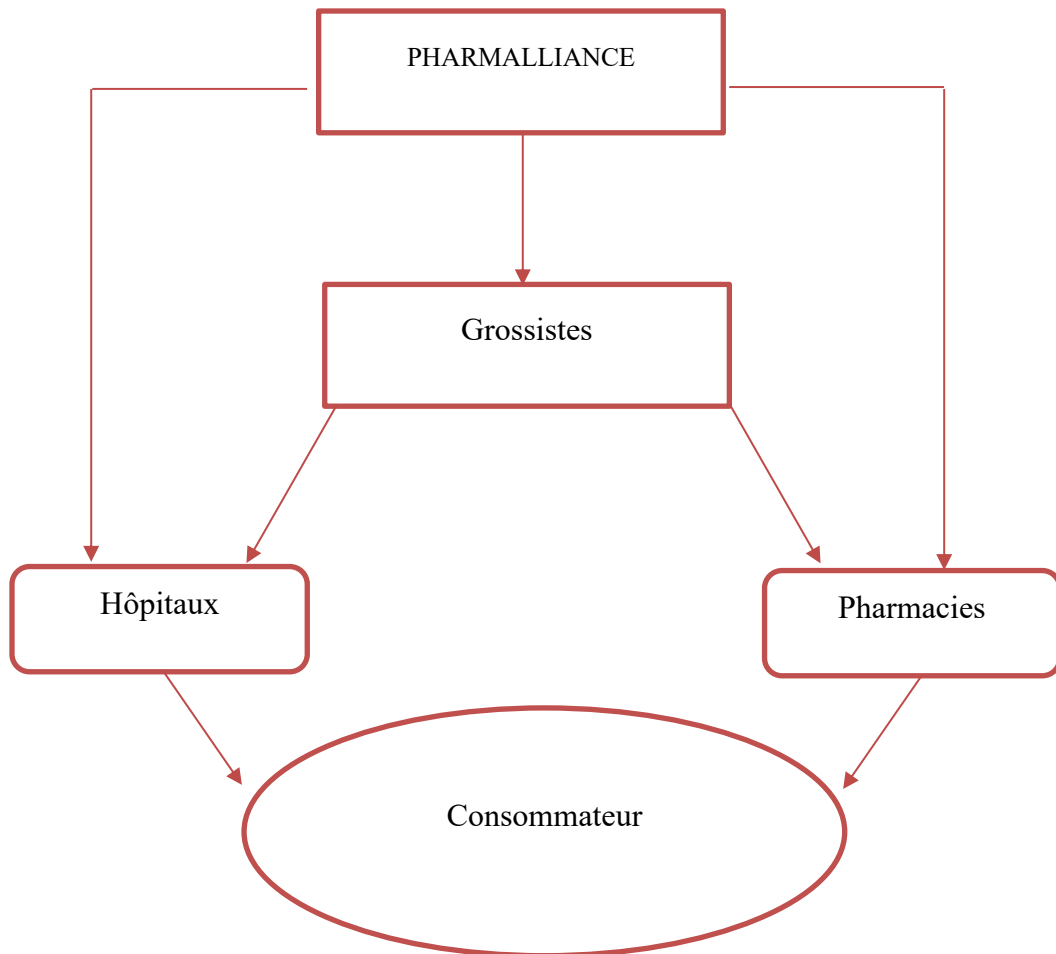 PHARMALLIANCE
Grossistes
Hôpitaux
Pharmacies
Consommateur